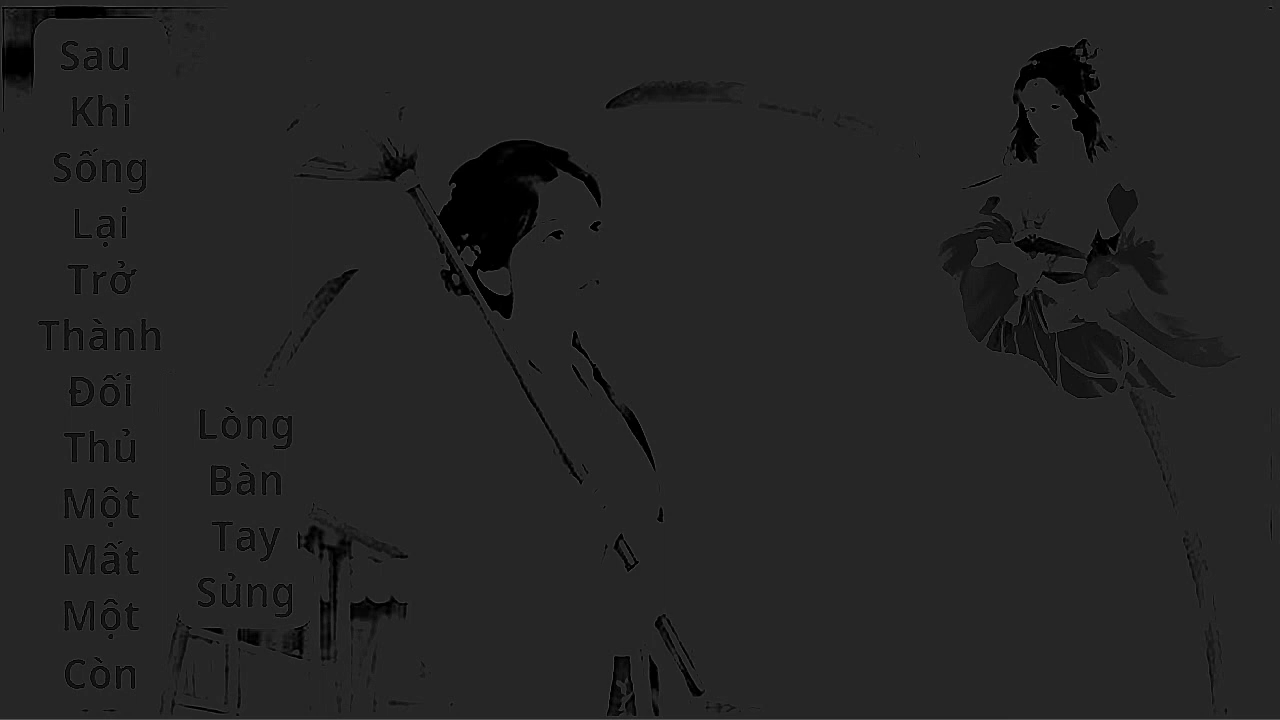 Sau
Khi
Sống
Lại
Trở
Thành
Đối
Thủ
Một
Mất
Một
Còn
Lòng
Bàn
Tay
Sủng